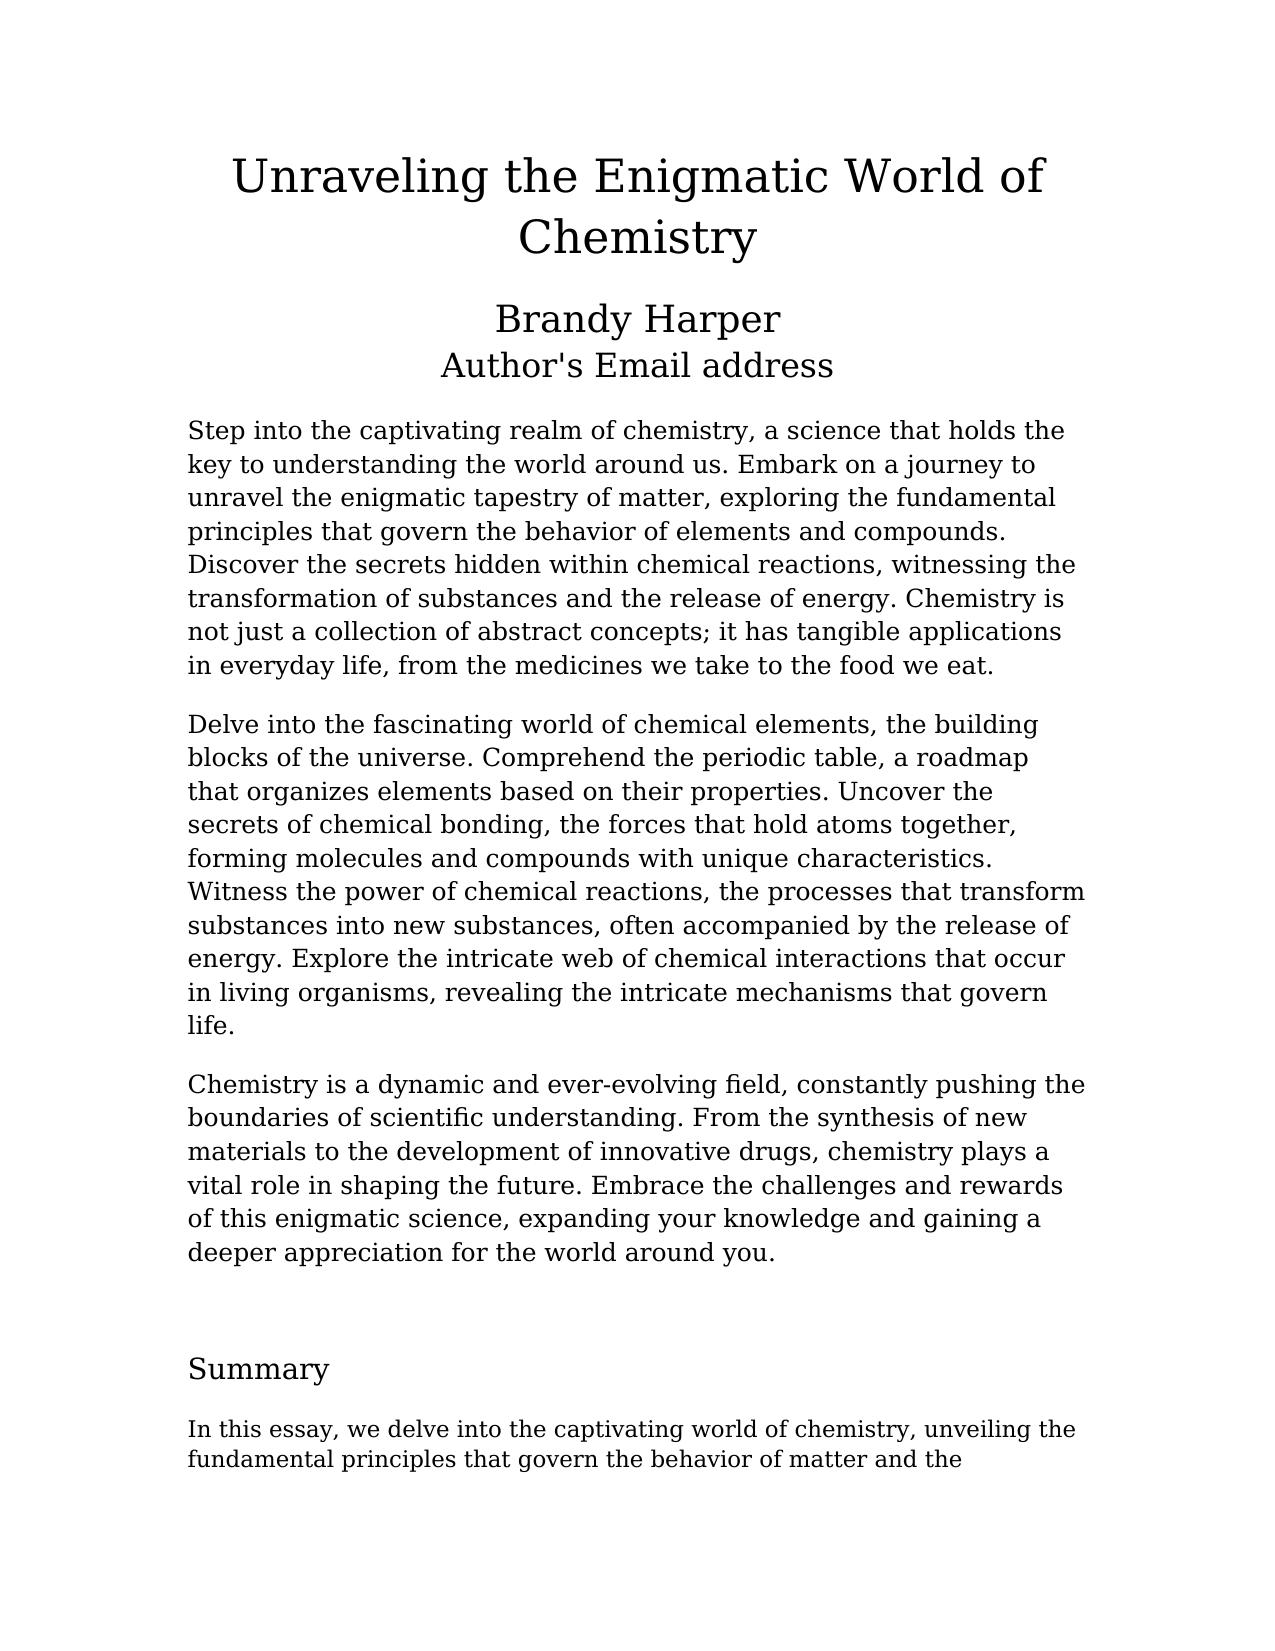 Unraveling the Enigmatic World of
Chemistry
Brandy Harper
Author's Email address
Step into the captivating realm of chemistry, a science that holds the
key to understanding the world around us. Embark on a journey to
unravel the enigmatic tapestry of matter, exploring the fundamental
principles that govern the behavior of elements and compounds.
Discover the secrets hidden within chemical reactions, witnessing the
transformation of substances and the release of energy. Chemistry is
not just a collection of abstract concepts; it has tangible applications
in everyday life, from the medicines we take to the food we eat.
Delve into the fascinating world of chemical elements, the building
blocks of the universe. Comprehend the periodic table, a roadmap
that organizes elements based on their properties. Uncover the
secrets of chemical bonding, the forces that hold atoms together,
forming molecules and compounds with unique characteristics.
Witness the power of chemical reactions, the processes that transform
substances into new substances, often accompanied by the release of
energy. Explore the intricate web of chemical interactions that occur
in living organisms, revealing the intricate mechanisms that govern
life.
Chemistry is a dynamic and ever-evolving field, constantly pushing the
boundaries of scientific understanding. From the synthesis of new
materials to the development of innovative drugs, chemistry plays a
vital role in shaping the future. Embrace the challenges and rewards
of this enigmatic science, expanding your knowledge and gaining a
deeper appreciation for the world around you.
Summary
In this essay, we delve into the captivating world of chemistry, unveiling the
fundamental principles that govern the behavior of matter and the